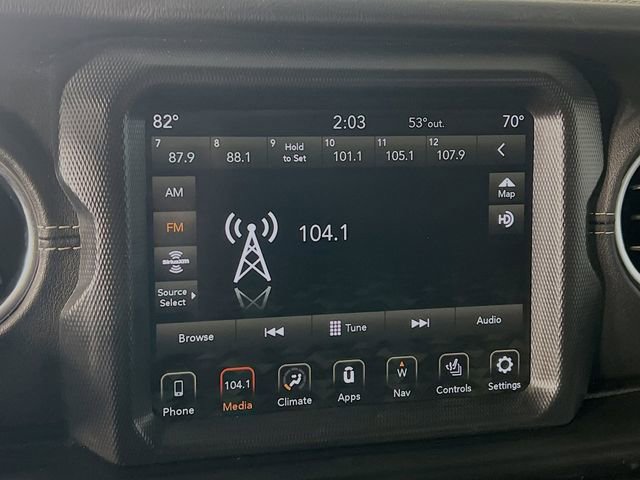 82° 2:03 53°out. 70°
7 8 9 Hold 10 11 12
87.9 88.1 to Set 101.1 105.1 107.9
AM Map
FM HD
104.1
SiriusXM
Source
Select
Browse Tune Audio
104.1 W
Phone Media Climate Apps Nav Controls Settings